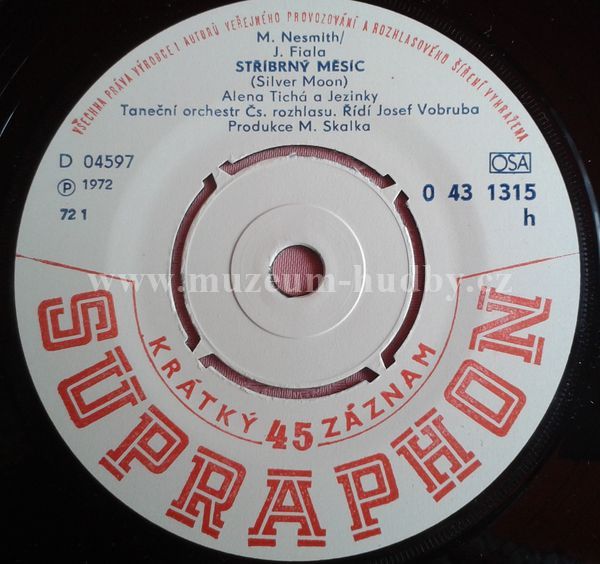 VŠECHNA PRÁVA VÝROBCE I AUTORŮ VEŘEJNÉHO PROVOZOVÁNÍ A ROZHLASOVÉHO ŠÍŘENÍ VYHRAŽENA
M. Nesmith/
J. Fiala
STŘÍBRNÝ MĚSÍC
(Silver Moon)
Alena Tichá a Jezinky
Taneční orchestr Čs. rozhlasu. Řídí Josef Vobruba
Produkce M. Skalka
D 04597
Ⓟ 1972
72 1
OSA
0 43 1315
h
www.muzeum-hudby.cz
KRÁTKÝ 45 ZÁZNAM
SUPRAPHON